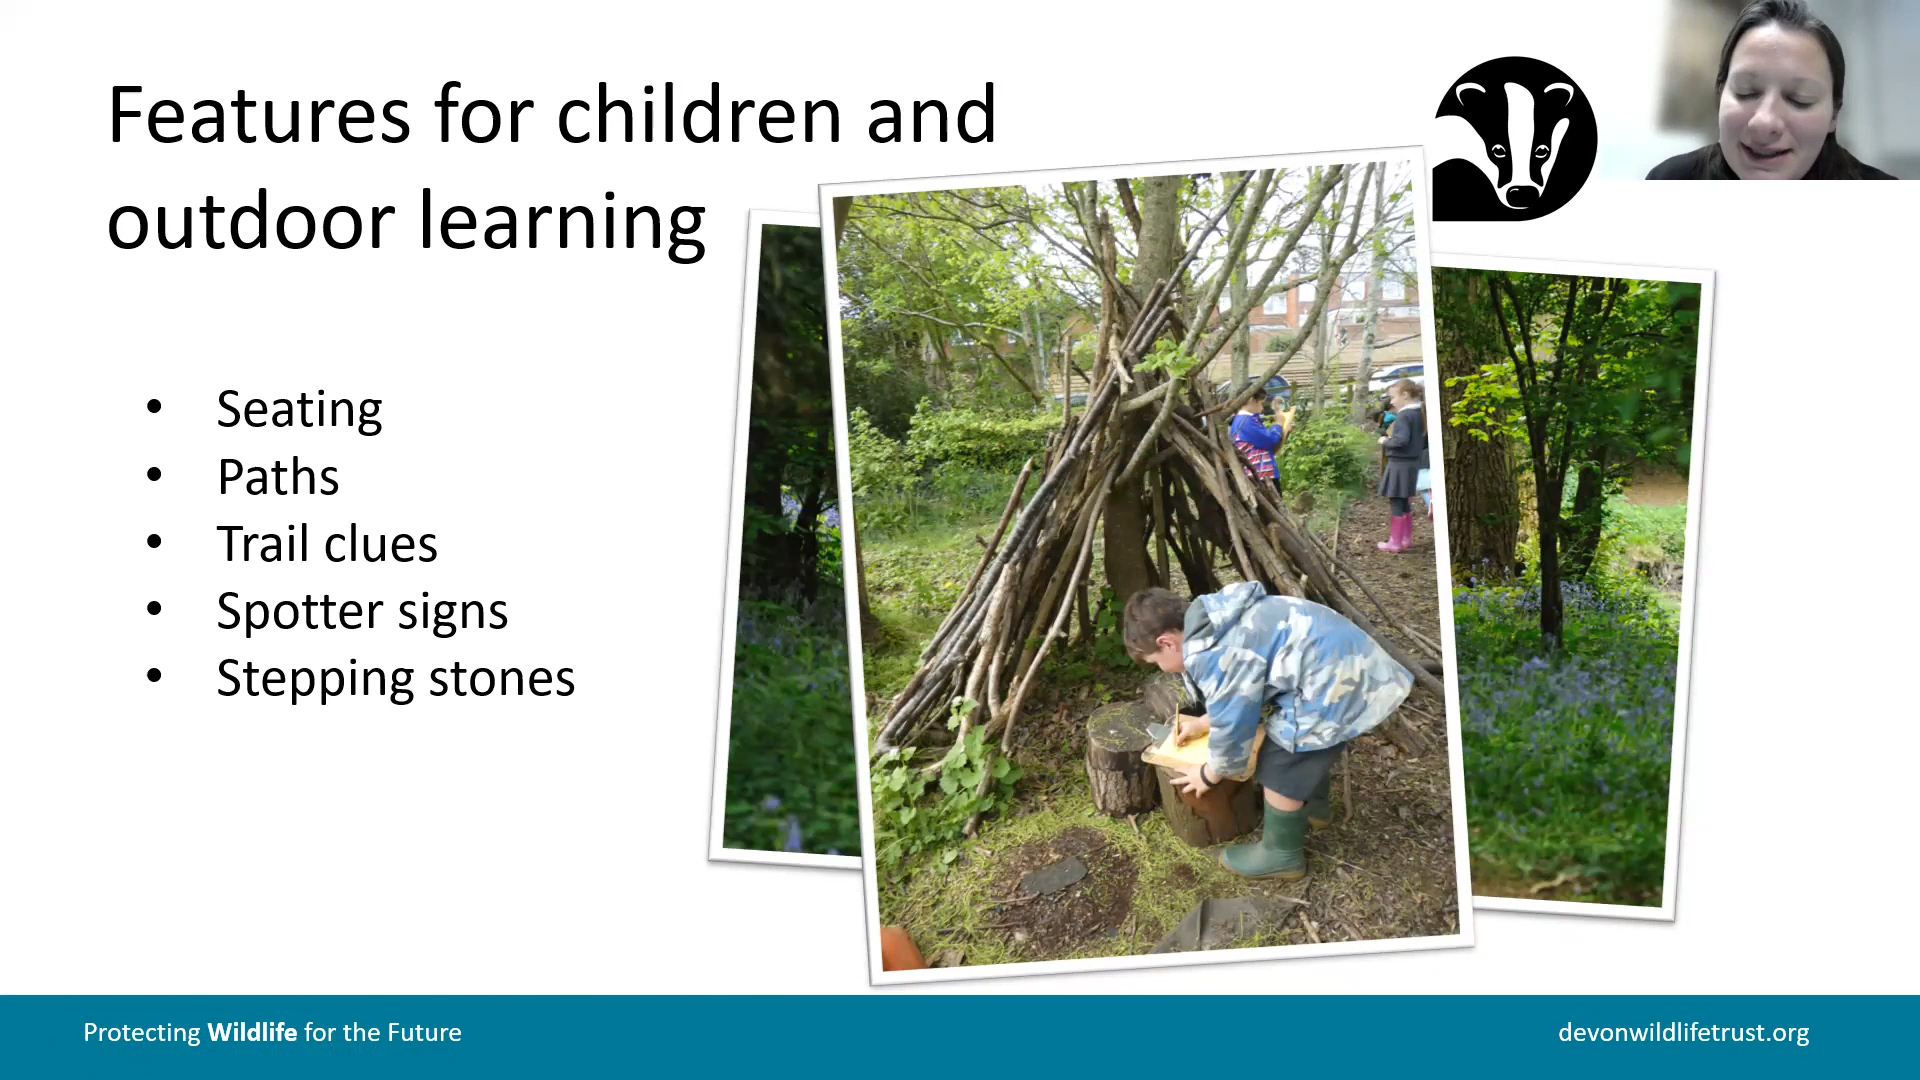 Features for children and
outdoor learning
• Seating
• Paths
• Trail clues
• Spotter signs
• Stepping stones
Protecting Wildlife for the Future
devonwildlifetrust.org